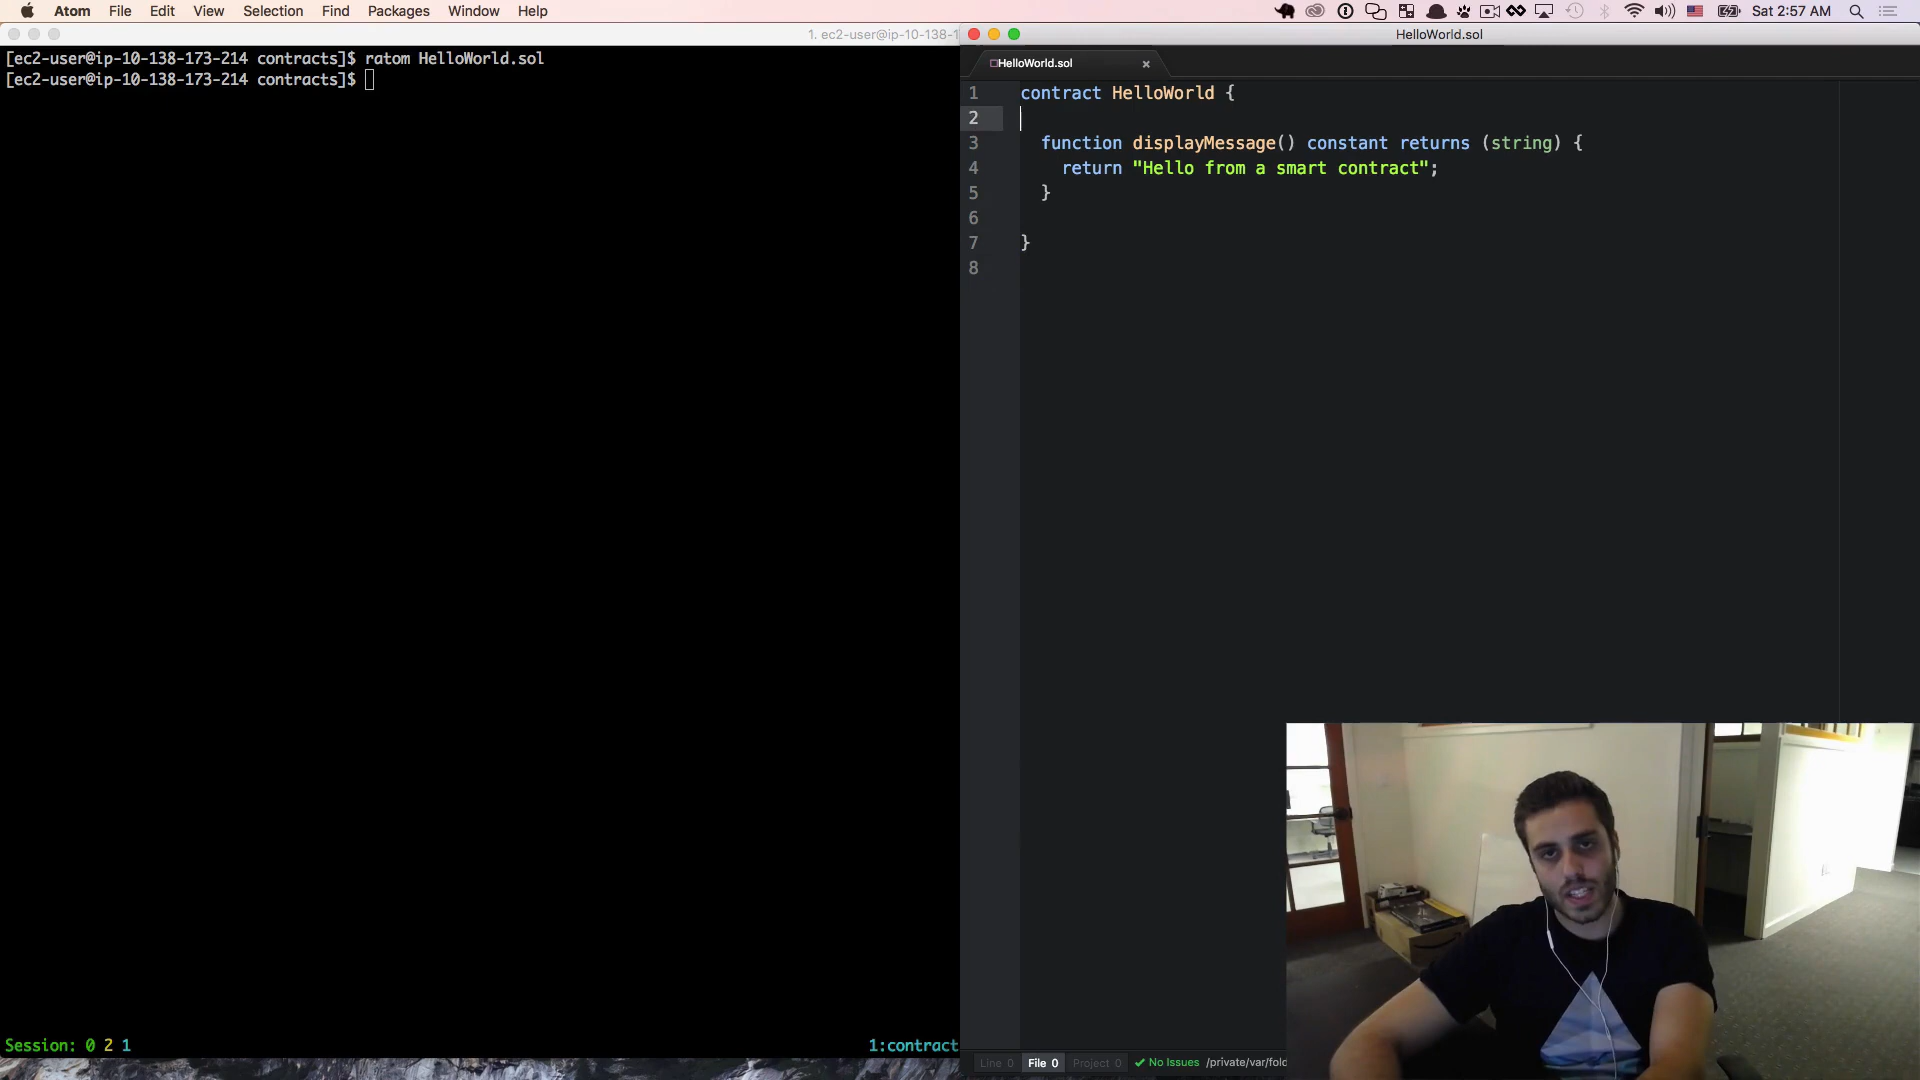 Atom File Edit View Selection Find Packages Window Help
Sat 2:57 AM
1. ec2-user@ip-10-138-1
HelloWorld.sol
[ec2-user@ip-10-138-173-214 contracts]$ ratom HelloWorld.sol
[ec2-user@ip-10-138-173-214 contracts]$
HelloWorld.sol
1 contract HelloWorld {
2
3 function displayMessage() constant returns (string) {
4 return "Hello from a smart contract";
5 }
6
7 }
8
Session: 0 2 1
1:contract
Line 0 File 0 Project 0 No Issues /private/var/fold